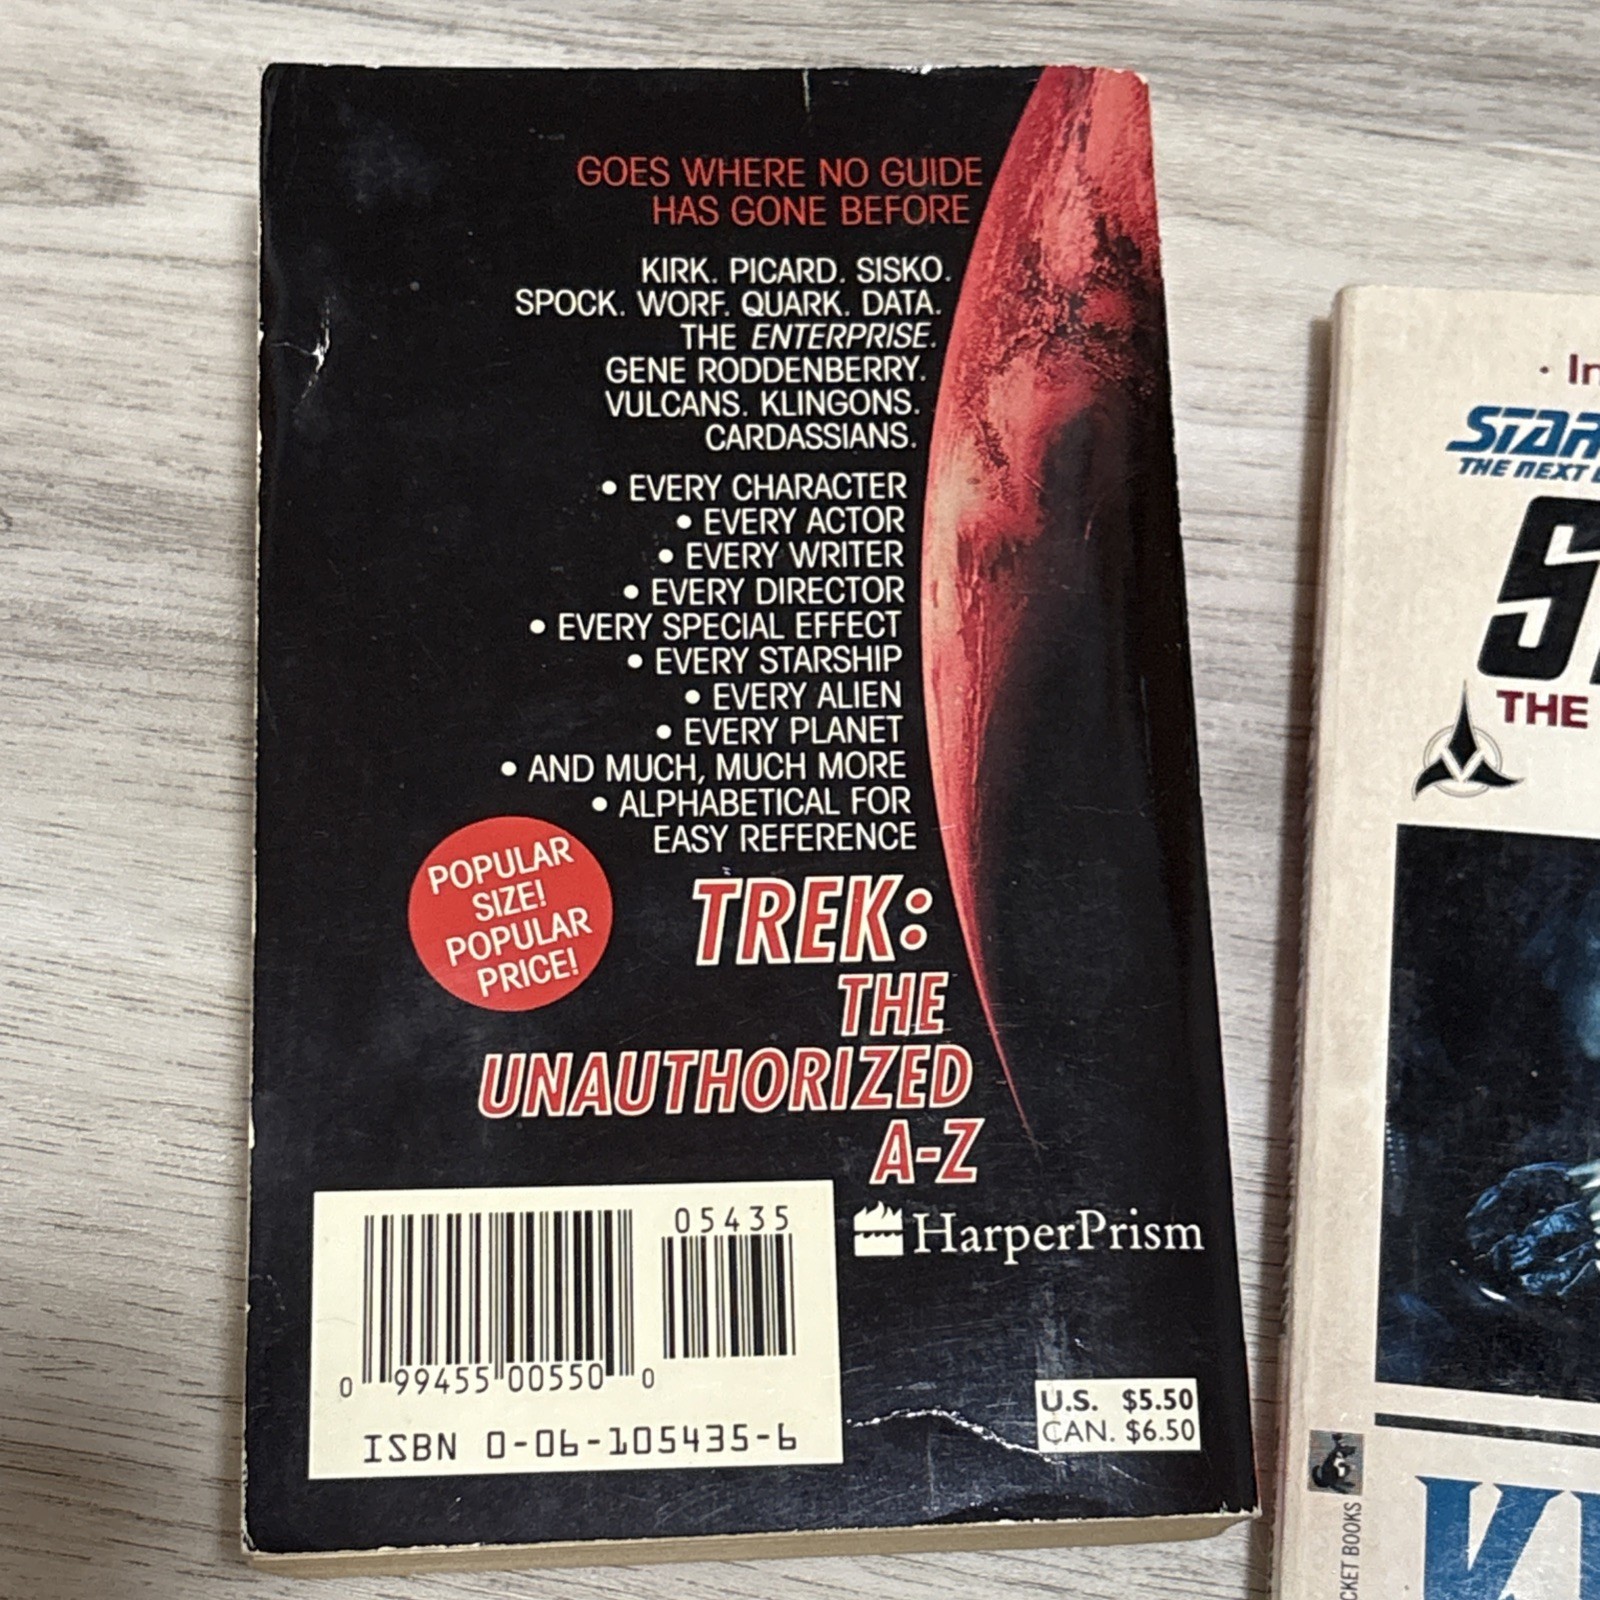 GOES WHERE NO GUIDE
HAS GONE BEFORE
KIRK. PICARD. SISKO.
SPOCK. WORF. QUARK. DATA.
THE ENTERPRISE.
GENE RODDENBERRY.
VULCANS. KLINGONS.
CARDASSIANS.
• EVERY CHARACTER
• EVERY ACTOR
• EVERY WRITER
• EVERY DIRECTOR
• EVERY SPECIAL EFFECT
• EVERY STARSHIP
• EVERY ALIEN
• EVERY PLANET
• AND MUCH, MUCH MORE
• ALPHABETICAL FOR
EASY REFERENCE
POPULAR
SIZE!
POPULAR
PRICE!
TREK:
THE
UNAUTHORIZED
A-Z
HarperPrism
05435
0 99455 00550 0
ISBN 0-06-105435-6
U.S. $5.50
CAN. $6.50
STAR
THE NEXT
THE
BOOKS